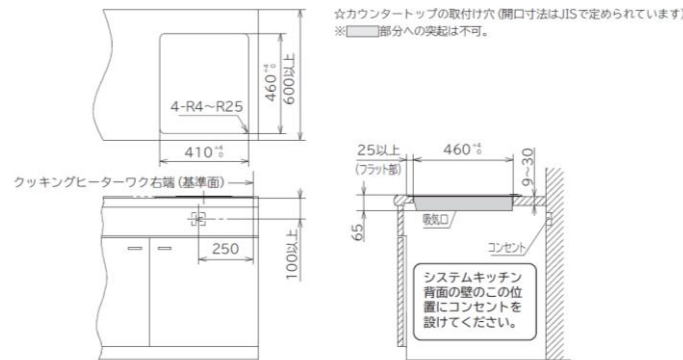 ☆カウンタートップの取付け穴(開口寸法はJISで定められています)
※ 部分への突起は不可。
460+4 0
600以上
4-R4～R25
410+4 0
クッキングヒーターワク右端(基準面)
250
100以上
25以上
(フラット部)
460+4 0
9～30
65
吸気口
コンセント
システムキッチン
背面の壁のこの位
置にコンセントを
設けてください。